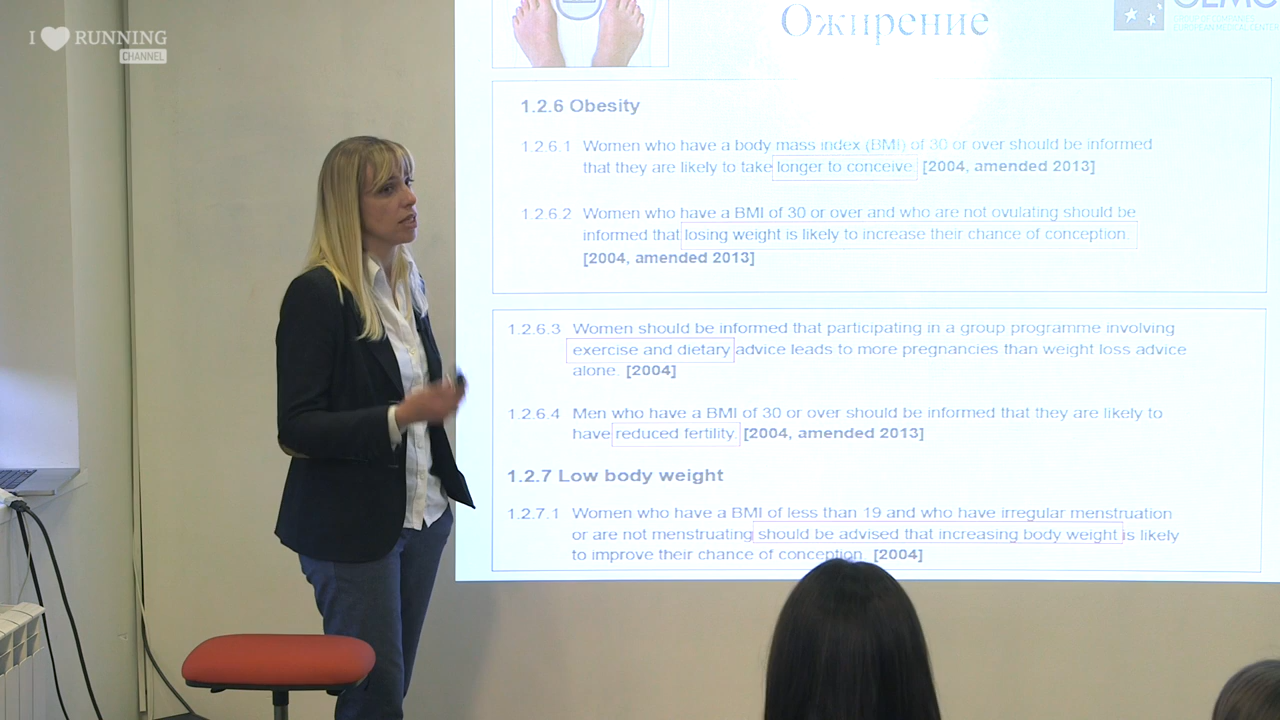 I RUNNING
CHANNEL
Ожирение
GROUP OF COMPANIES
EUROPEAN MEDICAL CENTER
1.2.6 Obesity
1.2.6.1 Women who have a body mass index (BMI) of 30 or over should be informed
that they are likely to take longer to conceive [2004, amended 2013]
1.2.6.2 Women who have a BMI of 30 or over and who are not ovulating should be
informed that losing weight is likely to increase their chance of conception.
[2004, amended 2013]
1.2.6.3 Women should be informed that participating in a group programme involving
exercise and dietary advice leads to more pregnancies than weight loss advice
alone. [2004]
1.2.6.4 Men who have a BMI of 30 or over should be informed that they are likely to
have reduced fertility. [2004, amended 2013]
1.2.7 Low body weight
1.2.7.1 Women who have a BMI of less than 19 and who have irregular menstruation
or are not menstruating should be advised that increasing body weight is likely
to improve their chance of conception. [2004]